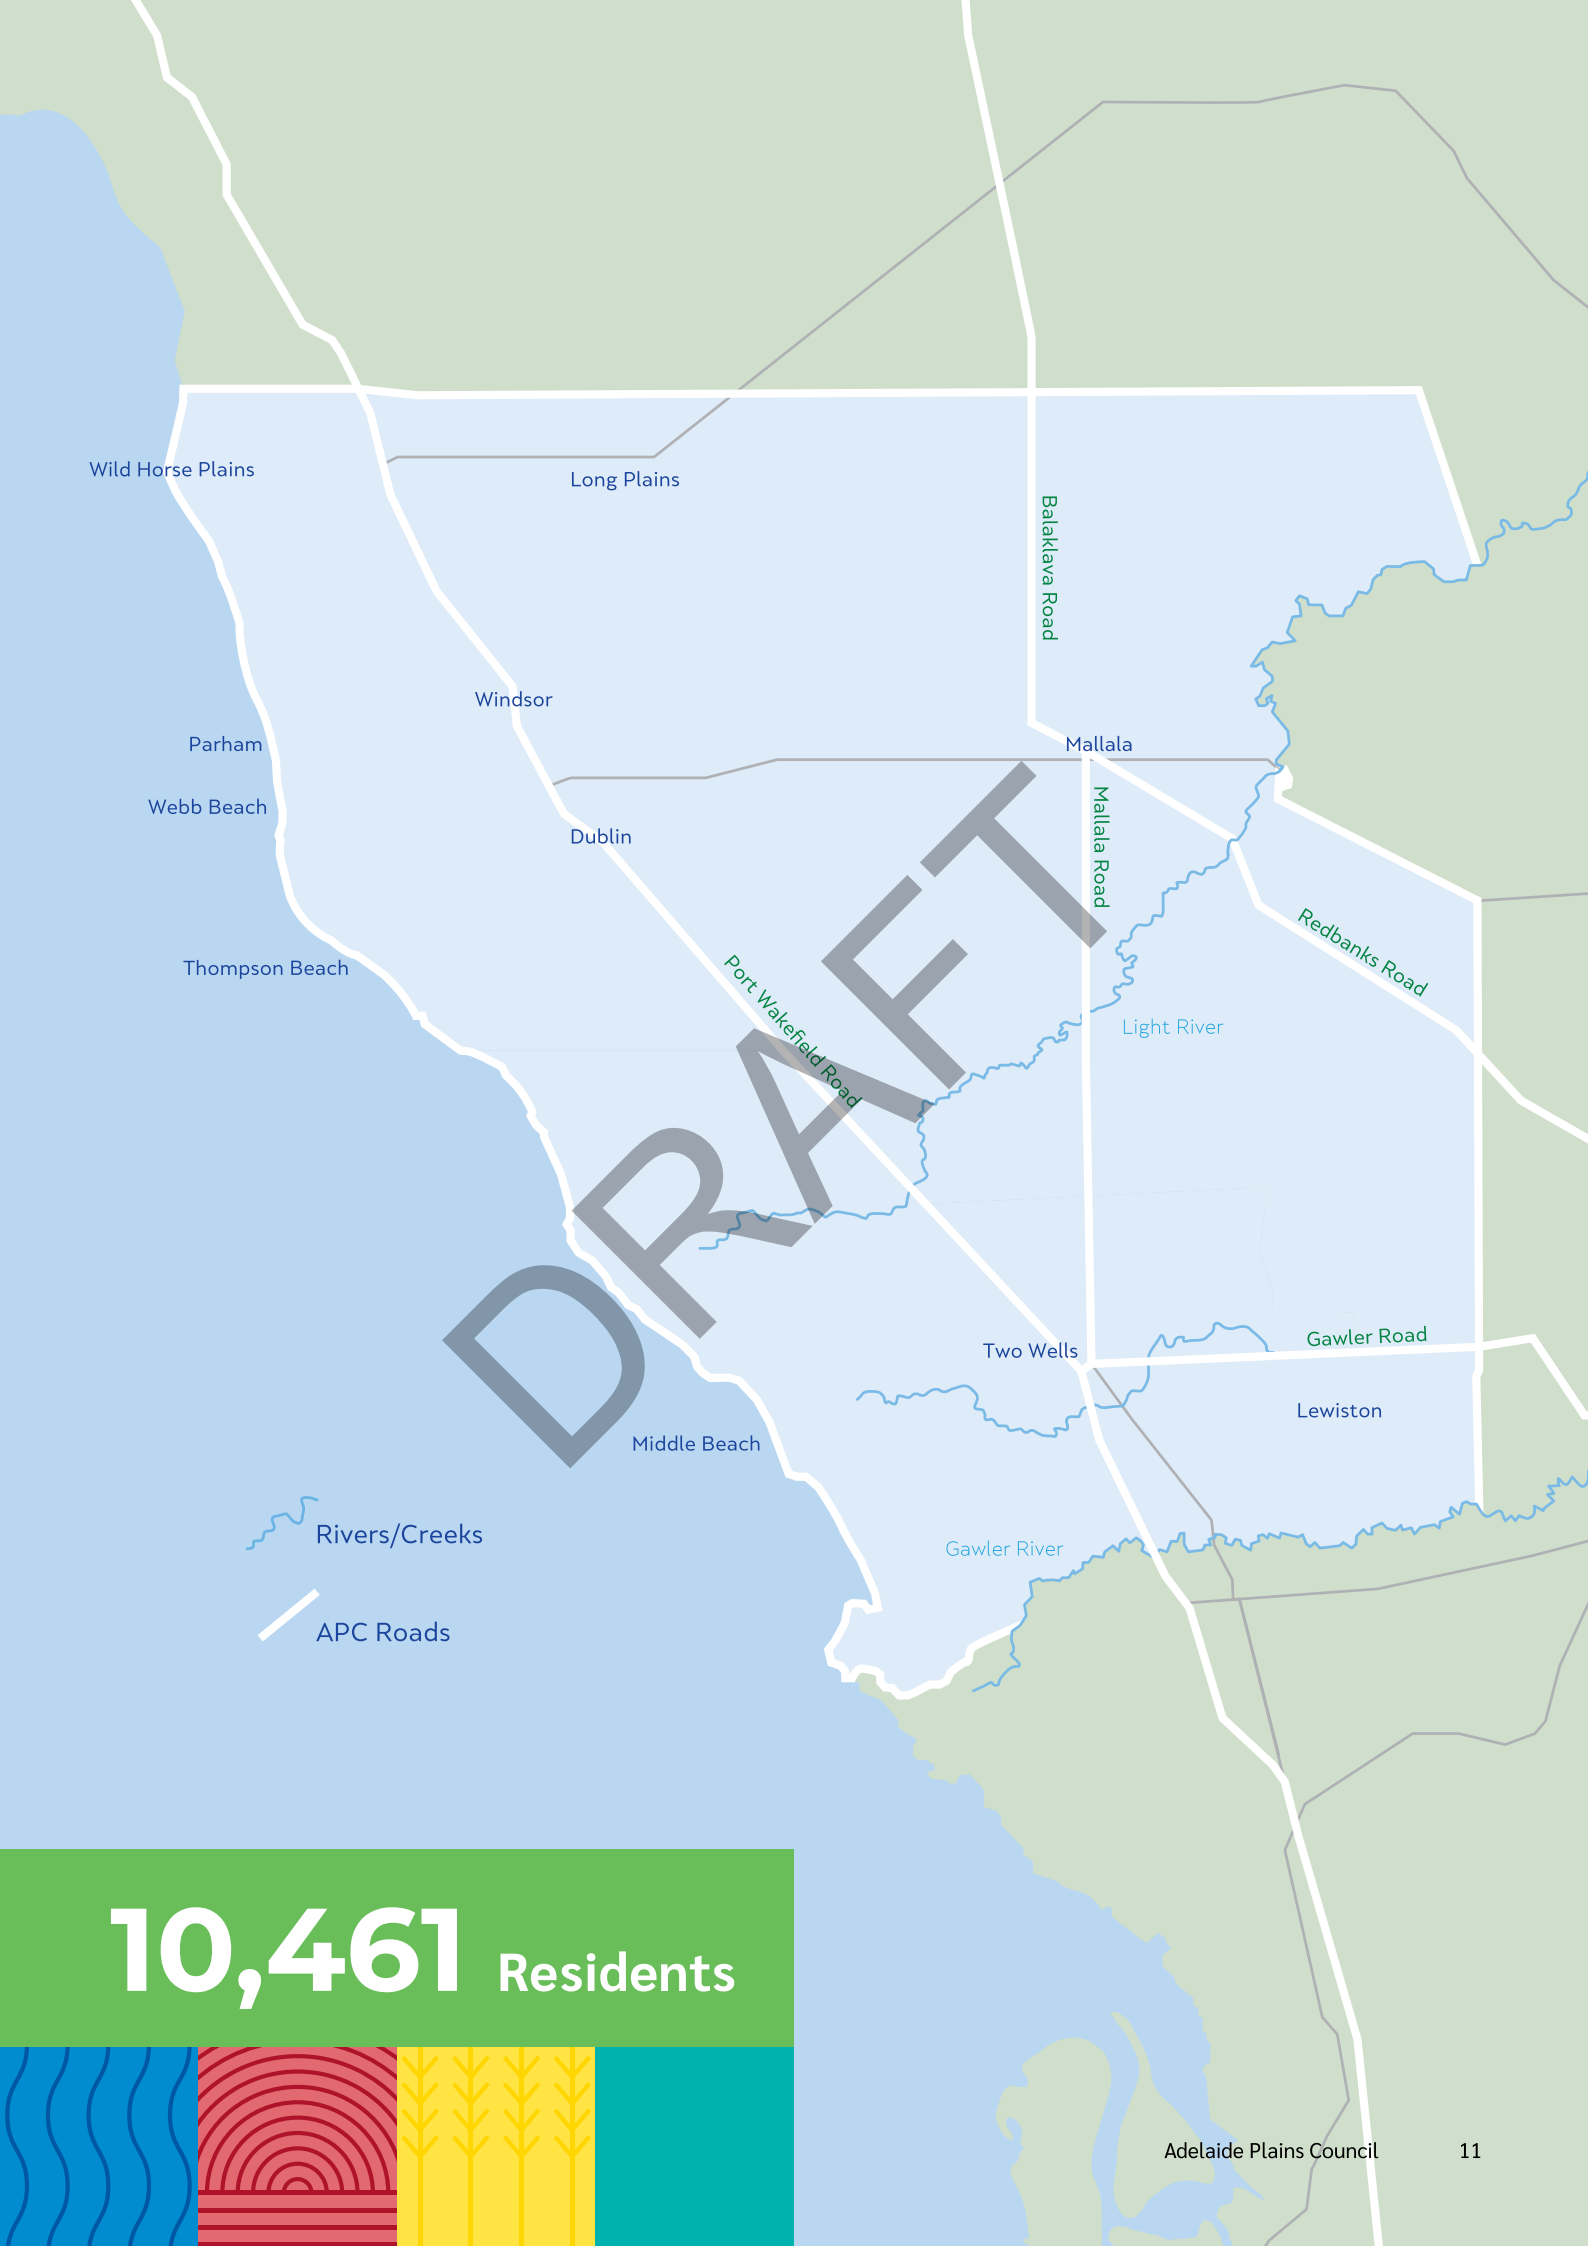 Wild Horse Plains
Long Plains
Balaklava Road
Windsor
Parham
Mallala
Webb Beach
Mallala Road
Dublin
Redbanks Road
Thompson Beach
Port Wakefield Road
Light River
DRAFT
Gawler Road
Two Wells
Lewiston
Middle Beach
Rivers/Creeks
Gawler River
APC Roads
10,461 Residents
Adelaide Plains Council 11